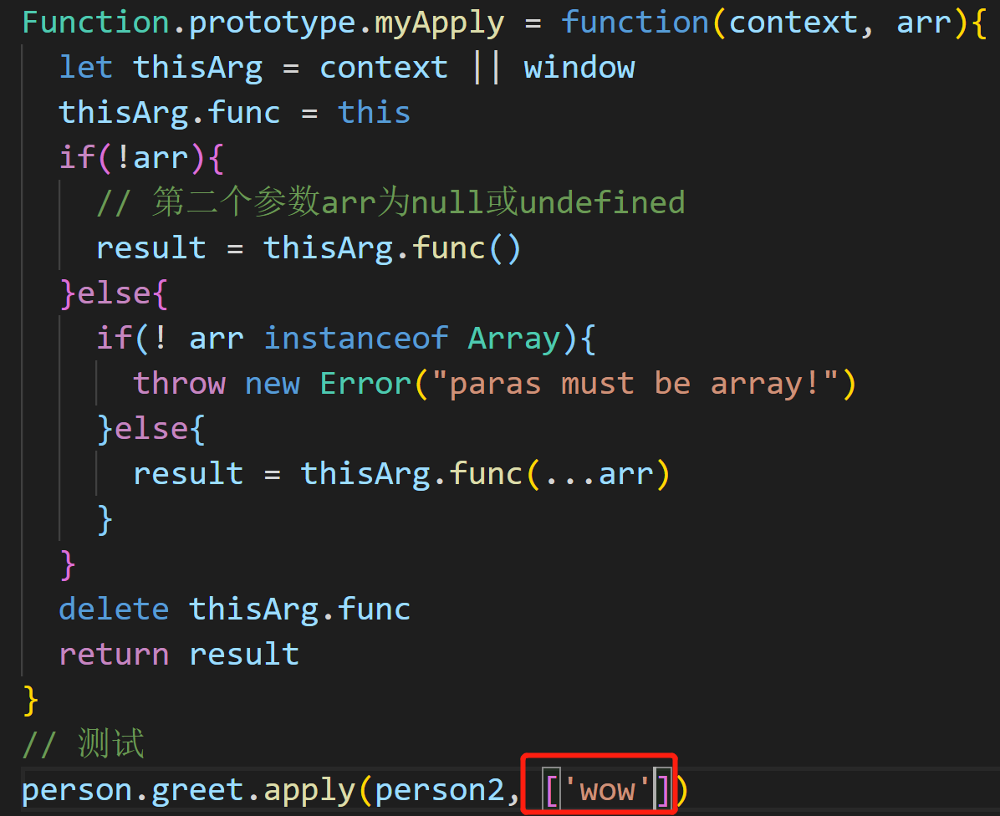 Function.prototype.myApply = function(context, arr){
let thisArg = context || window
thisArg.func = this
if(!arr){
// 第二个参数arr为null或undefined
result = thisArg.func()
}else{
if(! arr instanceof Array){
throw new Error("paras must be array!")
}else{
result = thisArg.func(...arr)
}
}
delete thisArg.func
return result
}
// 测试
person.greet.apply(person2, ['wow'])